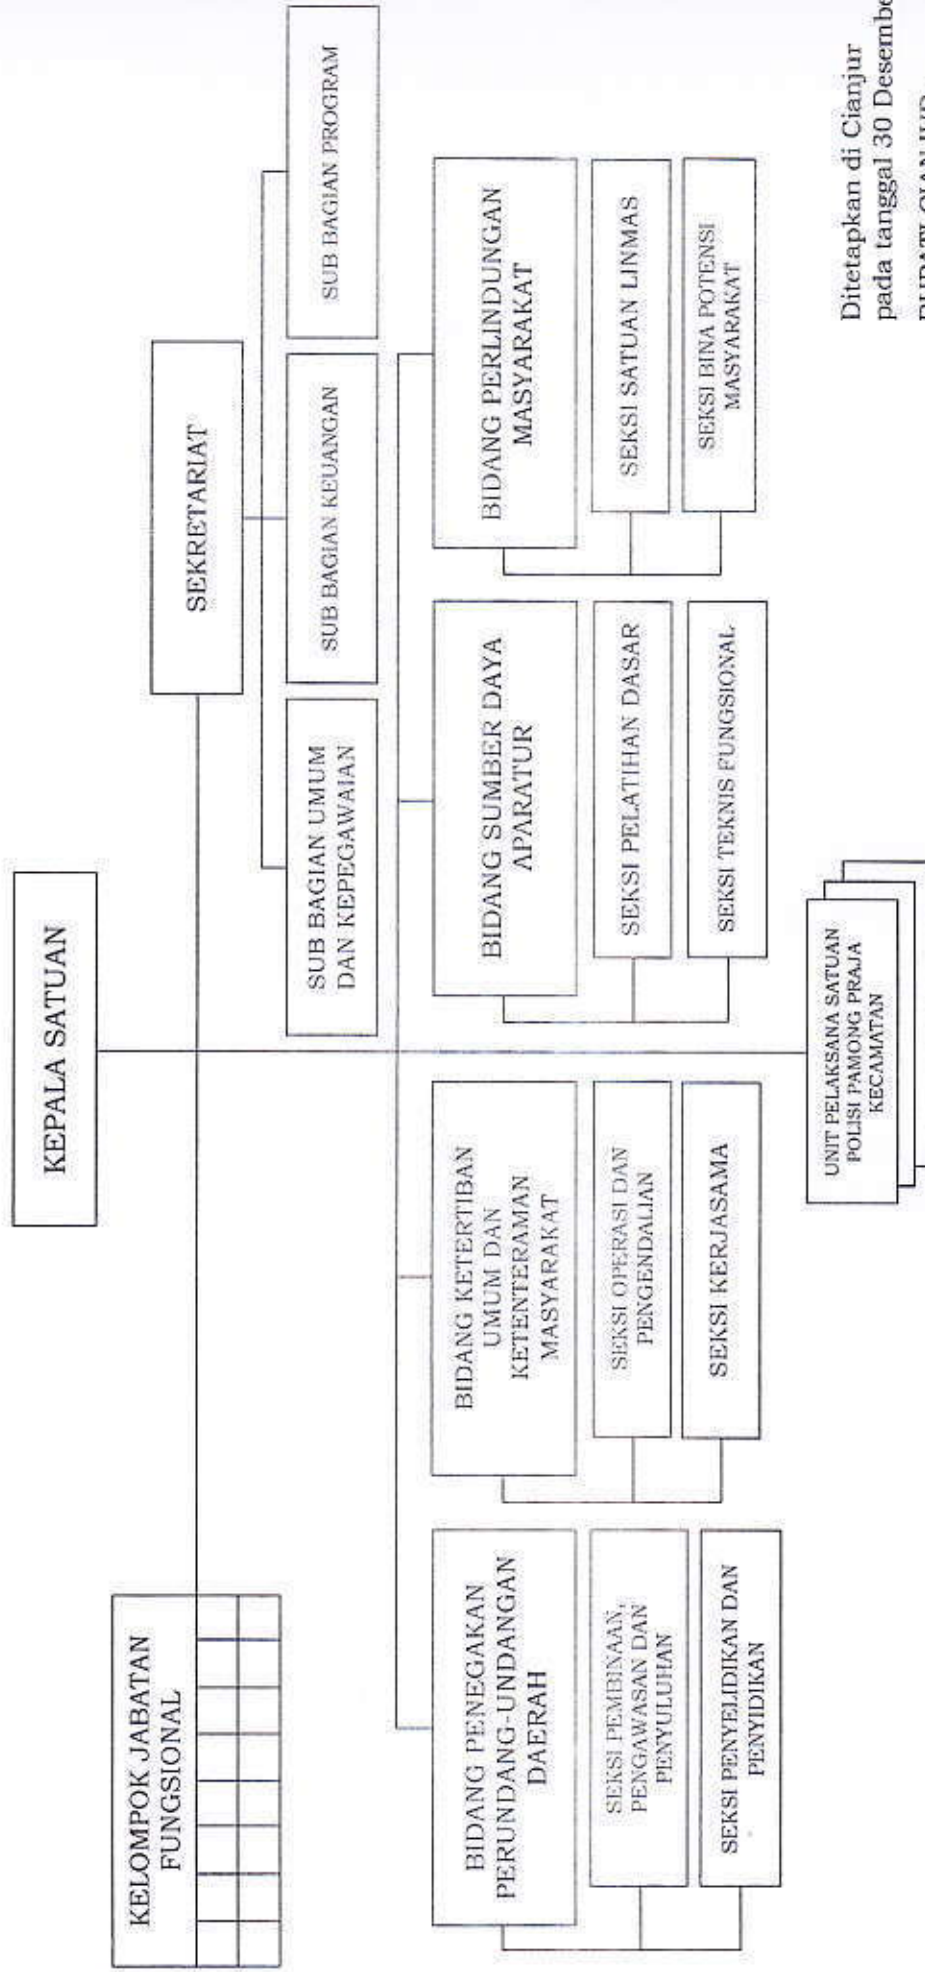 KEPALA SATUAN
KELOMPOK JABATAN
FUNGSIONAL
SEKRETARIAT
SUB BAGIAN UMUM
DAN KEPEGAWAIAN
SUB BAGIAN KEUANGAN
SUB BAGIAN PROGRAM
BIDANG PENEGAKAN
PERUNDANG-UNDANGAN
DAERAH
SEKSI PEMBINAAN,
PENGAWASAN DAN
PENYULUHAN
SEKSI PENYELIDIKAN DAN
PENYIDIKAN
BIDANG KETERTIBAN
UMUM DAN
KETENTERAMAN
MASYARAKAT
SEKSI OPERASI DAN
PENGENDALIAN
SEKSI KERJASAMA
BIDANG SUMBER DAYA
APARATUR
SEKSI PELATIHAN DASAR
SEKSI TEKNIS FUNGSIONAL
BIDANG PERLINDUNGAN
MASYARAKAT
SEKSI SATUAN LINMAS
SEKSI BINA POTENSI
MASYARAKAT
UNIT PELAKSANA SATUAN
POLISI PAMONG PRAJA
KECAMATAN
Ditetapkan di Cianjur
pada tanggal 30 Desembe